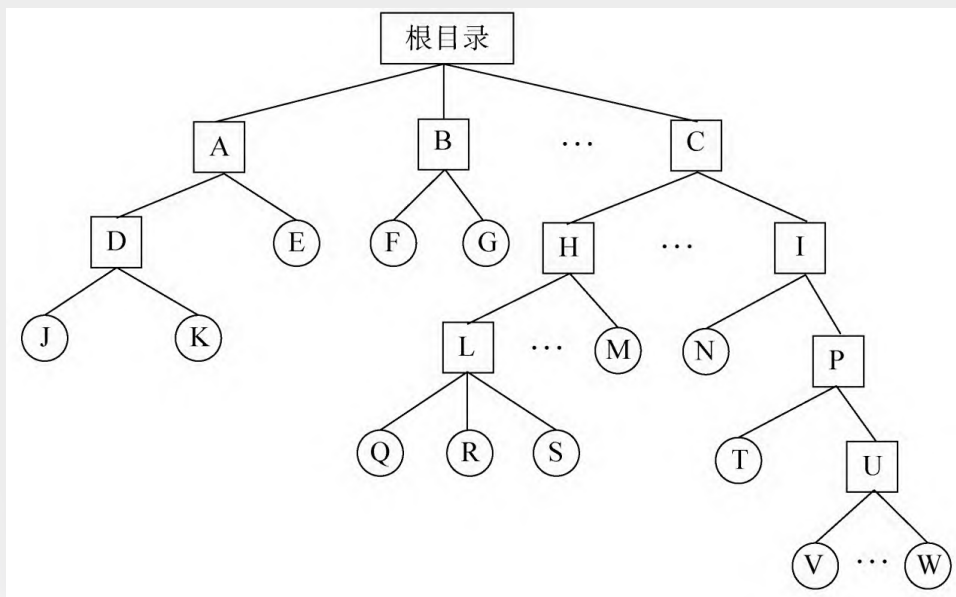 根目录
A B … C
D E F G H … I
J K L … M N P
Q R S T U
V … W